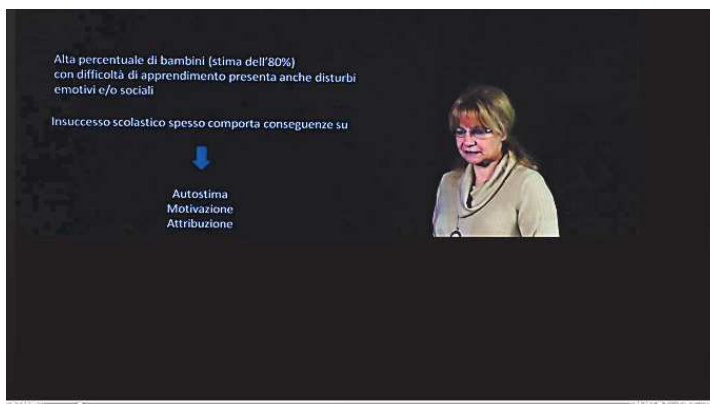 Alta percentuale di bambini (stima dell'80%)
con difficoltà di apprendimento presenta anche disturbi
emotivi e/o sociali
Insuccesso scolastico spesso comporta conseguenze su
Autostima
Motivazione
Attribuzione